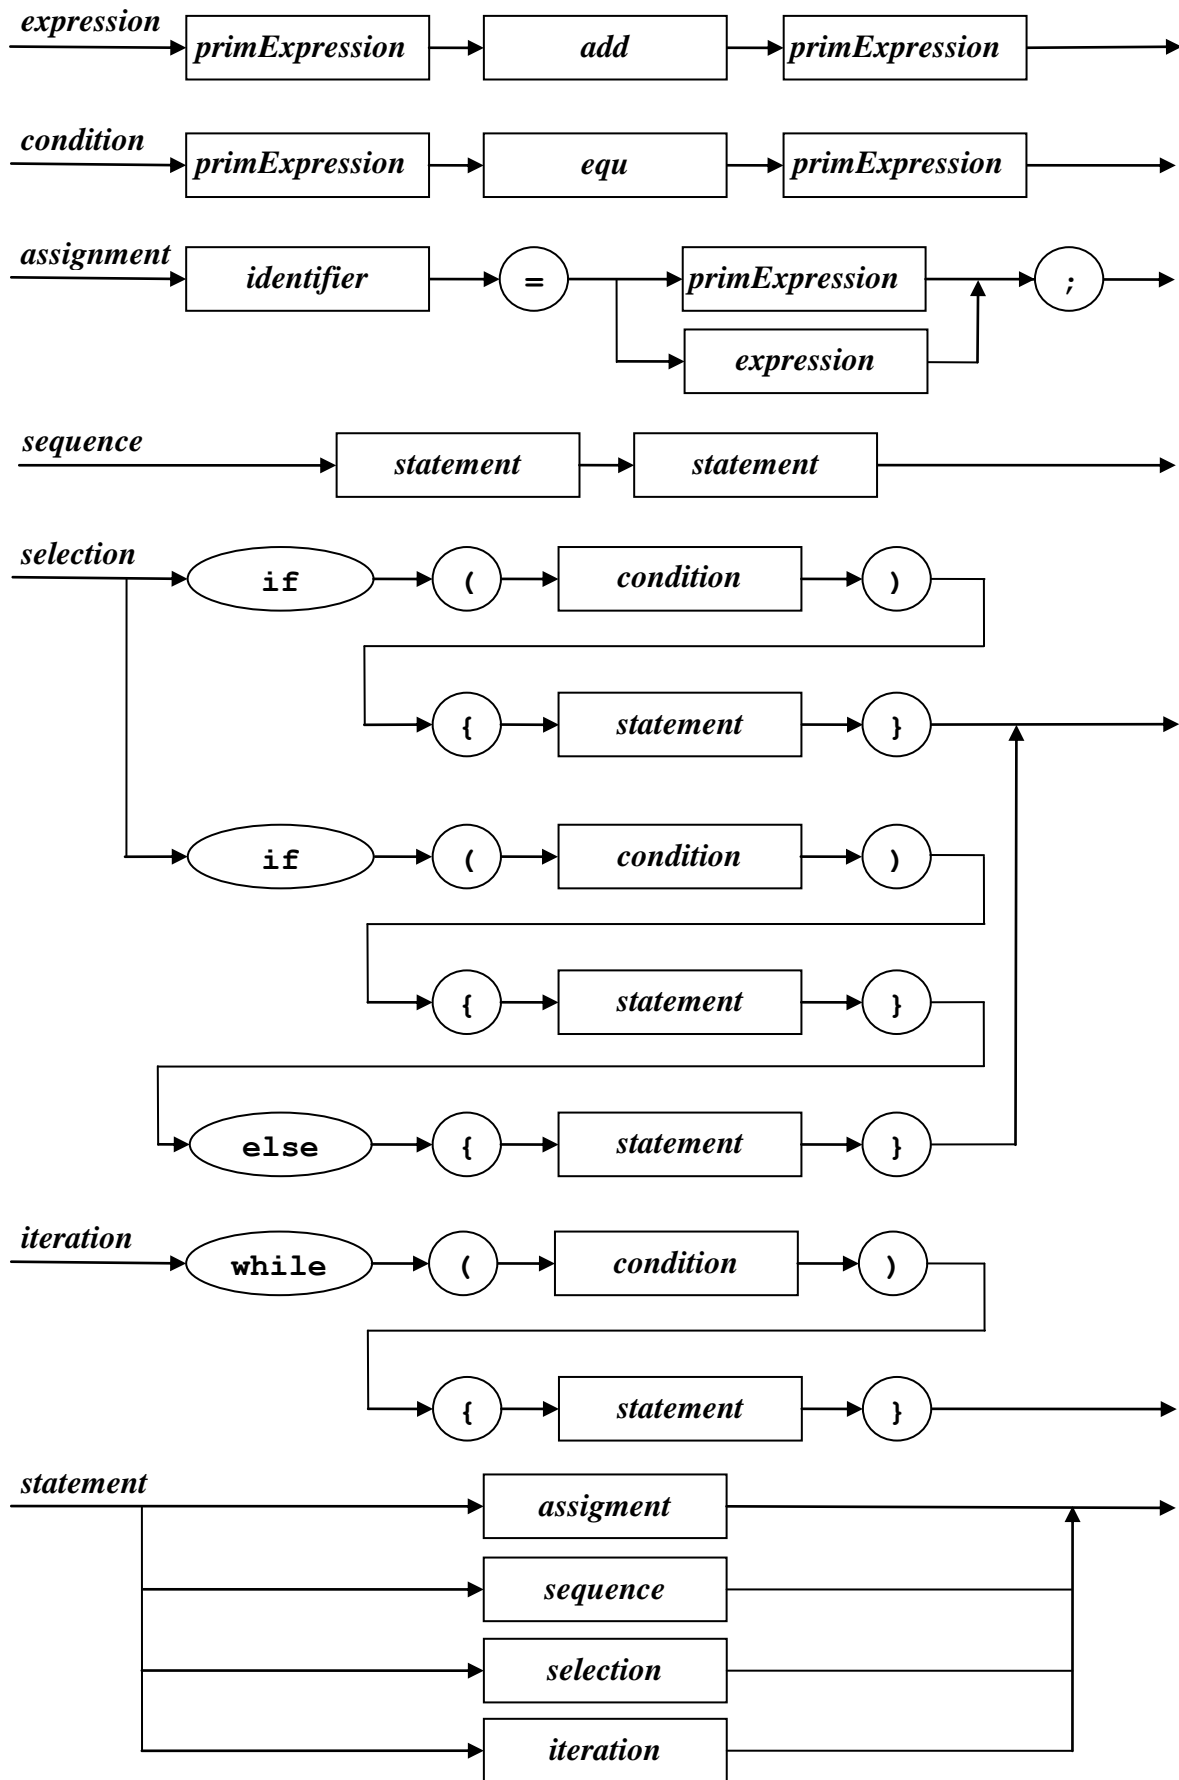 expression
primExpression add primExpression
condition
primExpression equ primExpression
assignment
identifier = primExpression ;
expression
sequence
statement statement
selection
if ( condition )
{ statement }
if ( condition )
{ statement }
else { statement }
iteration
while ( condition )
{ statement }
statement
assigment
sequence
selection
iteration